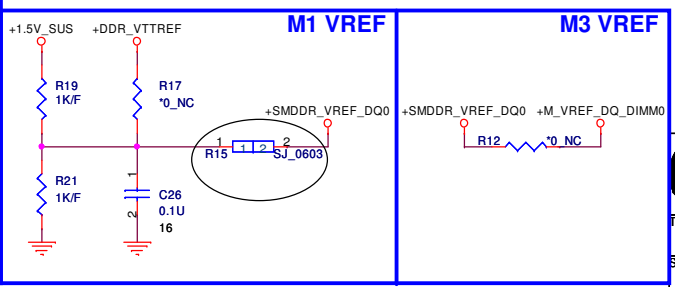 M1 VREF
M3 VREF
+1.5V_SUS
+DDR_VTTREF
R19
1K/F
R17
*0_NC
+SMDDR_VREF_DQ0
+SMDDR_VREF_DQ0
+M_VREF_DQ_DIMM0
1
2
R15
1
2
SJ_0603
R12
*0_NC
R21
1K/F
1
2
C26
0.1U
16